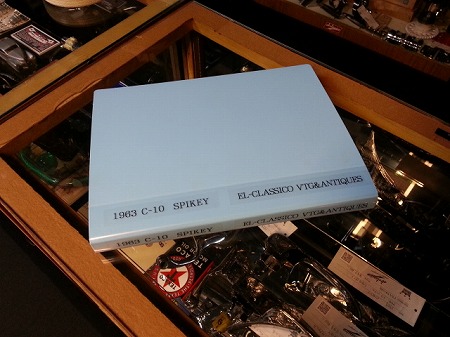 1963 C-10 SPIKEY
EL-CLASSICO VTG&ANTIQUES
1963 C-10 SPIKEY
EL-CLASSICO VTG&ANTIQUES